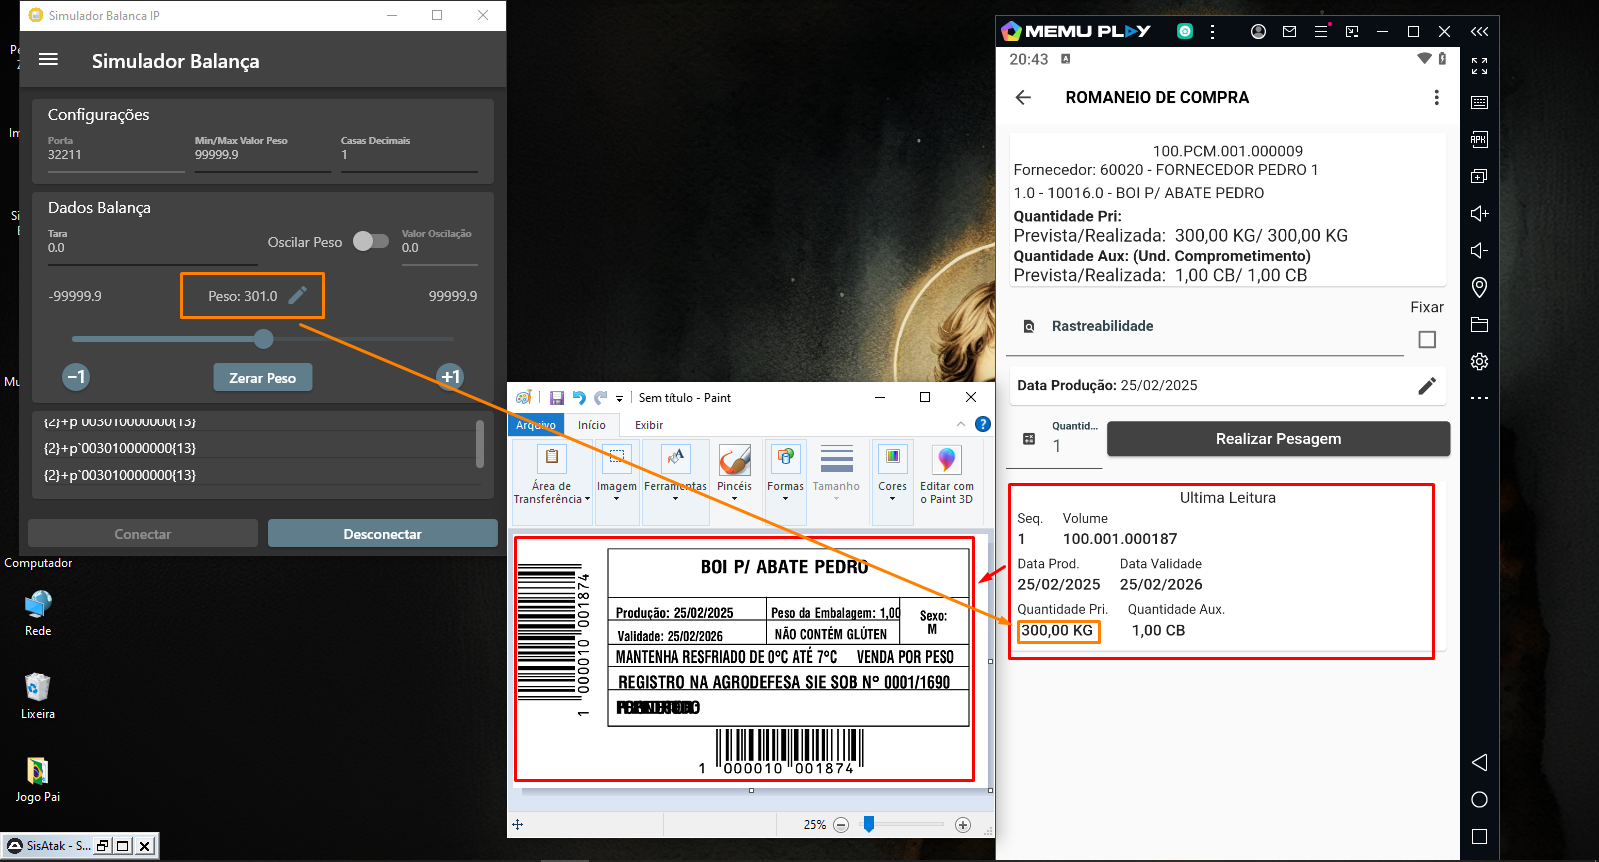 Simulador Balanca IP
Simulador Balança
Configurações
Porta
32211
Min/Max Valor Peso
99999.9
Casas Decimais
1
Dados Balança
Tara
0.0
Oscilar Peso
Valor Oscilação
0.0
-99999.9
Peso: 301.0
99999.9
−1
Zerar Peso
+1
{2}+p`003010000000{13}
{2}+p`003010000000{13}
{2}+p`003010000000{13}
Conectar
Desconectar
Computador
Rede
Lixeira
Jogo Pai
SisAtak - S...
Sem título - Paint
Arquivo
Início
Exibir
Área de
Transferência
Imagem
Ferramentas
Pincéis
Formas
Tamanho
Cores
Editar com
o Paint 3D
1 000010 001874
BOI P/ ABATE PEDRO
Produção: 25/02/2025
Peso da Embalagem: 1,00
Sexo:
M
Validade: 25/02/2026
NÃO CONTÉM GLÚTEN
MANTENHA RESFRIADO DE 0ºC ATÉ 7ºC VENDA POR PESO
REGISTRO NA AGRODEFESA SIE SOB Nº 0001/1690
1 000010 001874
25%
MEMU PLAY
20:43
ROMANEIO DE COMPRA
100.PCM.001.000009
Fornecedor: 60020 - FORNECEDOR PEDRO 1
1.0 - 10016.0 - BOI P/ ABATE PEDRO
Quantidade Pri:
Prevista/Realizada: 300,00 KG/ 300,00 KG
Quantidade Aux: (Und. Comprometimento)
Prevista/Realizada: 1,00 CB/ 1,00 CB
Fixar
Rastreabilidade
Data Produção: 25/02/2025
Quantid...
1
Realizar Pesagem
Ultima Leitura
Seq. Volume
1 100.001.000187
Data Prod. Data Validade
25/02/2025 25/02/2026
Quantidade Pri. Quantidade Aux.
300,00 KG 1,00 CB